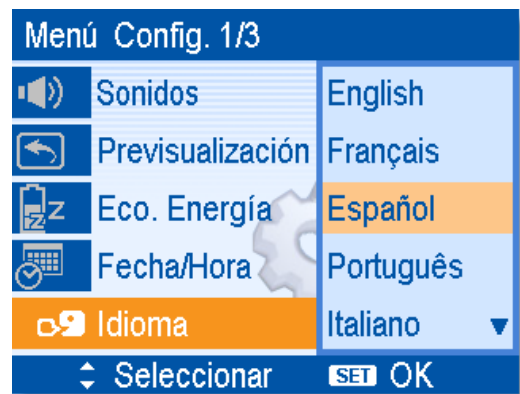 Menú Config. 1/3
Sonidos
Previsualización
Eco. Energía
Fecha/Hora
Idioma
English
Français
Español
Português
Italiano
Seleccionar SET OK